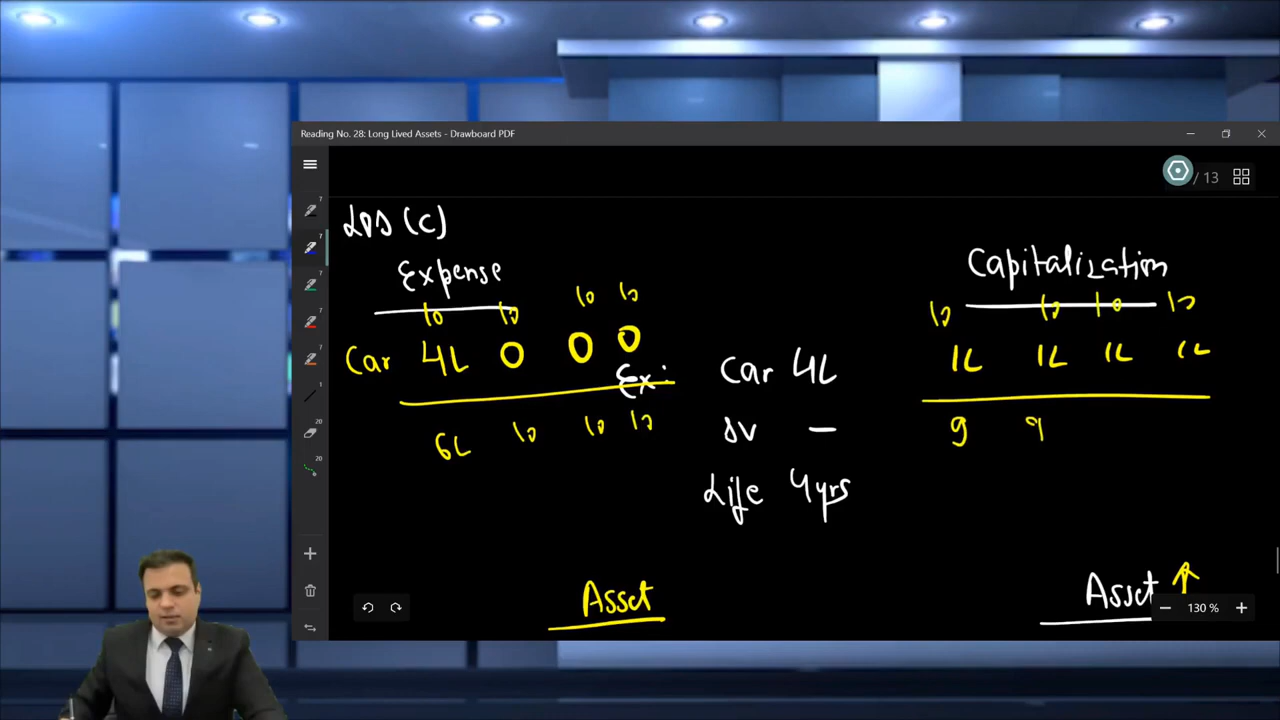 Reading No. 28: Long Lived Assets - Drawboard PDF
/ 13
LOS (c)
Expense
Capitalization
10 10 10 10
10 10 10 10
Car 4L 0 0 0
1L 1L 1L 1L
Ex:
Car 4L
6L 10 10 10
SV —
9 9
Life 4yrs
Asset
Asset ↑
130 %